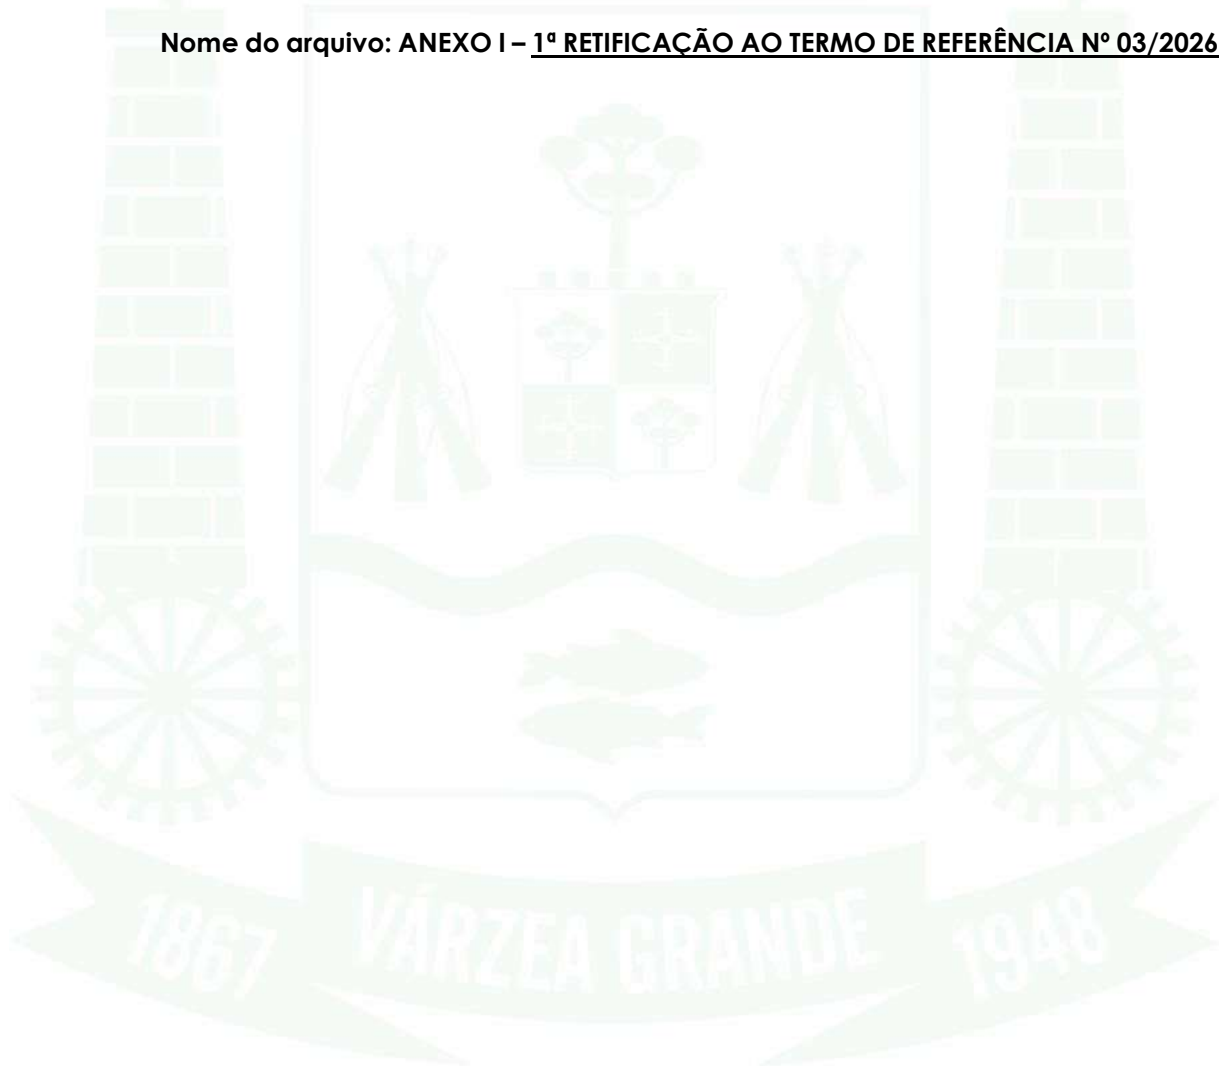 Nome do arquivo: ANEXO I – 1ª RETIFICAÇÃO AO TERMO DE REFERÊNCIA Nº 03/2026
1867 VÁRZEA GRANDE 1948